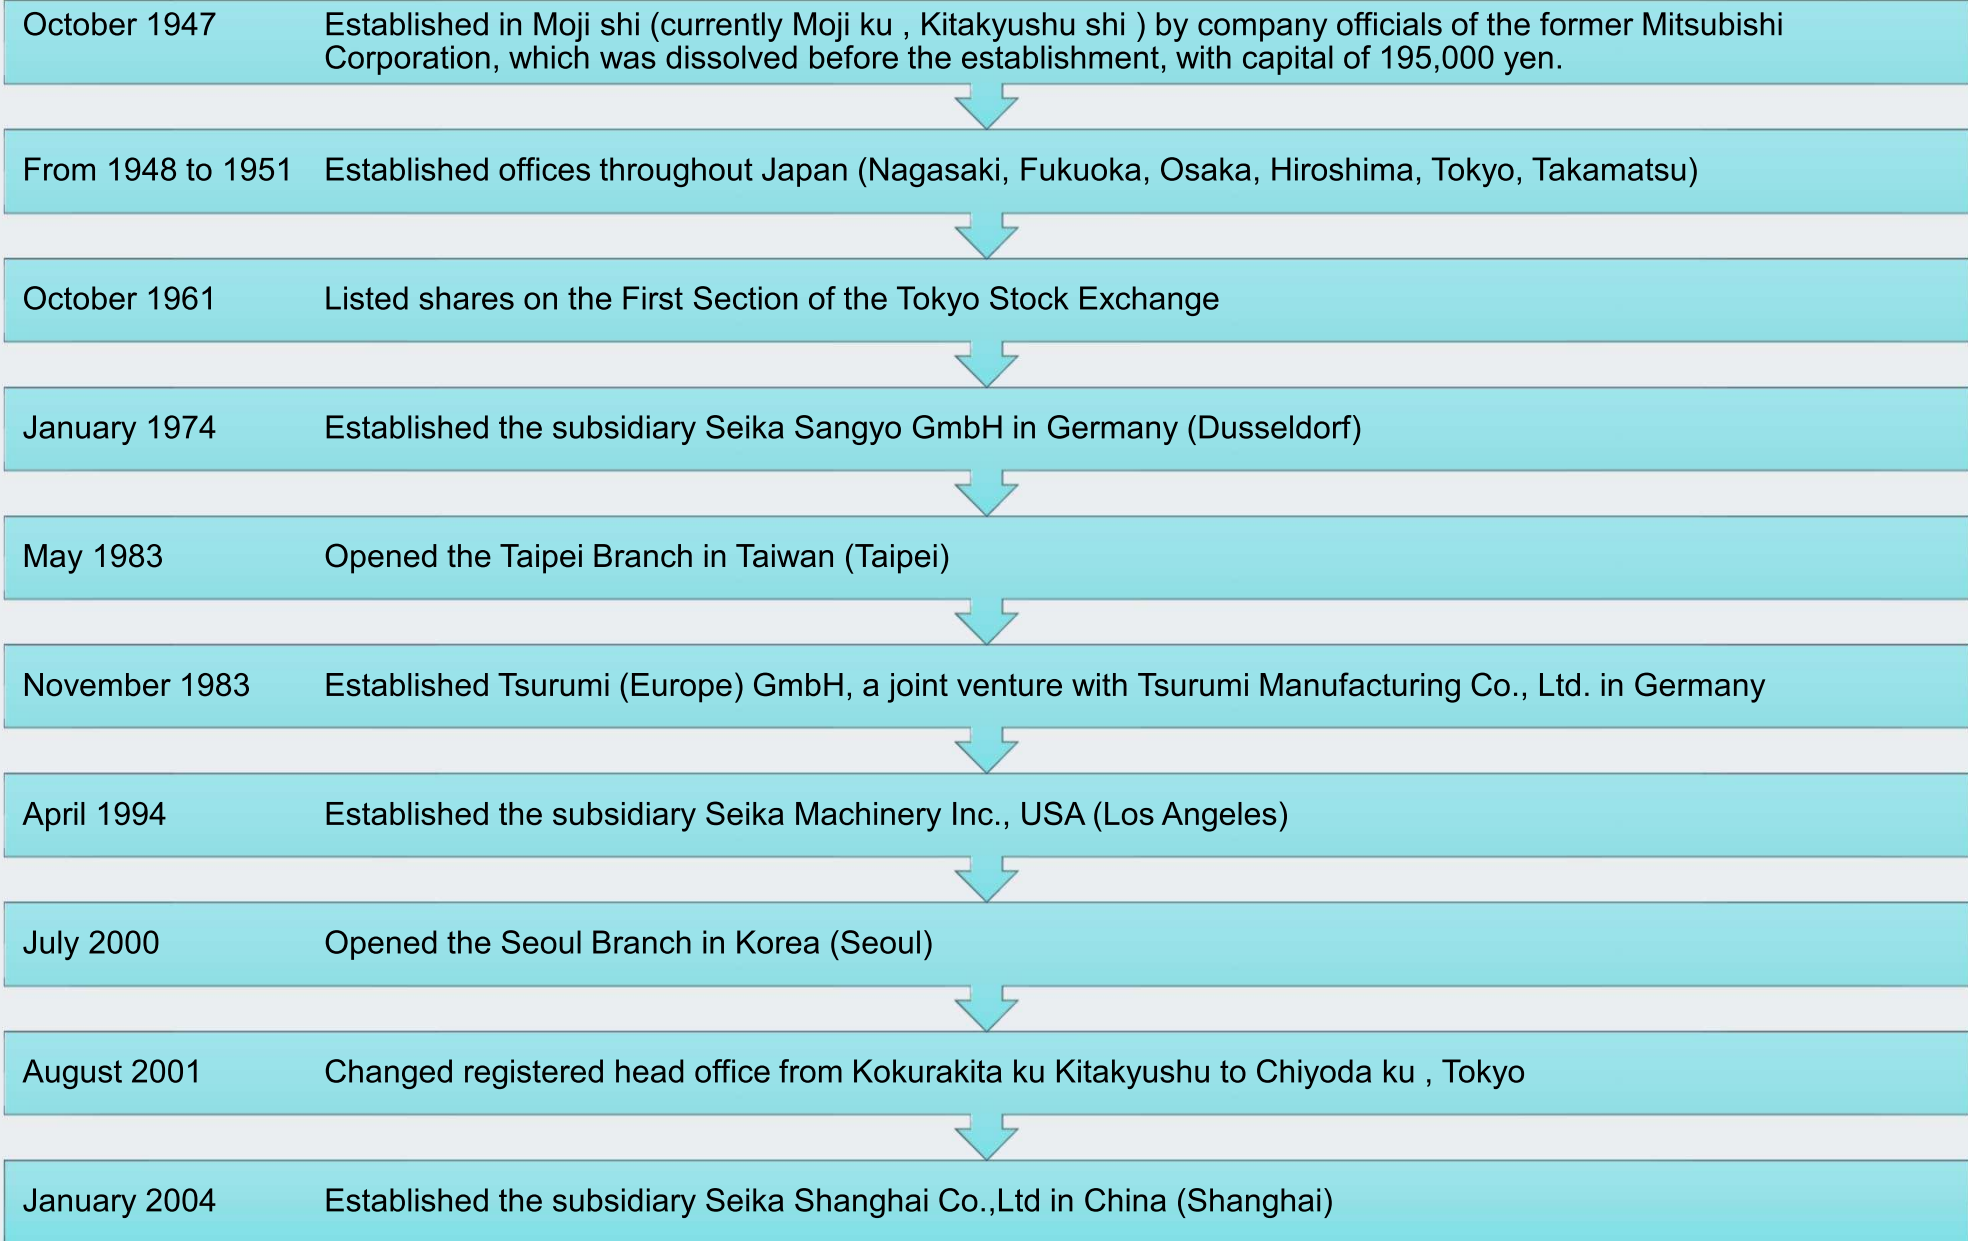 October 1947 Established in Moji shi (currently Moji ku , Kitakyushu shi ) by company officials of the former Mitsubishi
Corporation, which was dissolved before the establishment, with capital of 195,000 yen.
From 1948 to 1951 Established offices throughout Japan (Nagasaki, Fukuoka, Osaka, Hiroshima, Tokyo, Takamatsu)
October 1961 Listed shares on the First Section of the Tokyo Stock Exchange
January 1974 Established the subsidiary Seika Sangyo GmbH in Germany (Dusseldorf)
May 1983 Opened the Taipei Branch in Taiwan (Taipei)
November 1983 Established Tsurumi (Europe) GmbH, a joint venture with Tsurumi Manufacturing Co., Ltd. in Germany
April 1994 Established the subsidiary Seika Machinery Inc., USA (Los Angeles)
July 2000 Opened the Seoul Branch in Korea (Seoul)
August 2001 Changed registered head office from Kokurakita ku Kitakyushu to Chiyoda ku , Tokyo
January 2004 Established the subsidiary Seika Shanghai Co.,Ltd in China (Shanghai)